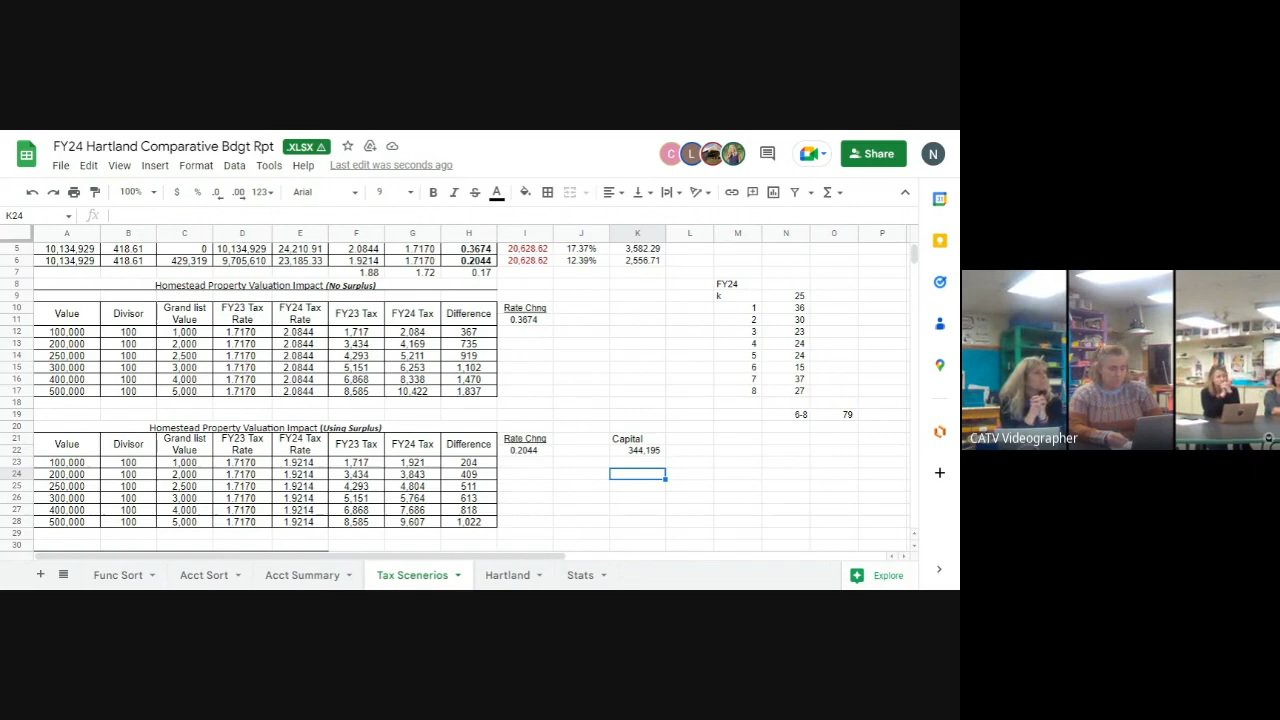 FY24 Hartland Comparative Bdgt Rpt .XLSX
File Edit View Insert Format Data Tools Help Last edit was seconds ago
Share N
100% $ % .0 .00 123 Arial 9 B I S A
K24 fx
A B C D E F G H I J K L M N O P
5 10,134,929 418.61 0 10,134,929 24,210.91 2.0844 1.7170 0.3674 20,628.62 17.37% 3,582.29
6 10,134,929 418.61 429,319 9,705,610 23,185.33 1.9214 1.7170 0.2044 20,628.62 12.39% 2,556.71
7 1.88 1.72 0.17
8 Homestead Property Valuation Impact (No Surplus) FY24
9 k 25
10 Value Divisor Grand list Value FY23 Tax Rate FY24 Tax Rate FY23 Tax FY24 Tax Difference Rate Chng 1 36
11 0.3674 2 30
12 100,000 100 1,000 1.7170 2.0844 1,717 2,084 367 3 23
13 200,000 100 2,000 1.7170 2.0844 3,434 4,169 735 4 24
14 250,000 100 2,500 1.7170 2.0844 4,293 5,211 919 5 24
15 300,000 100 3,000 1.7170 2.0844 5,151 6,253 1,102 6 15
16 400,000 100 4,000 1.7170 2.0844 6,868 8,338 1,470 7 37
17 500,000 100 5,000 1.7170 2.0844 8,585 10,422 1,837 8 27
18
19 6-8 79
20 Homestead Property Valuation Impact (Using Surplus)
21 Value Divisor Grand list Value FY23 Tax Rate FY24 Tax Rate FY23 Tax FY24 Tax Difference Rate Chng Capital
22 0.2044 344,195
23 100,000 100 1,000 1.7170 1.9214 1,717 1,921 204
24 200,000 100 2,000 1.7170 1.9214 3,434 3,843 409
25 250,000 100 2,500 1.7170 1.9214 4,293 4,804 511
26 300,000 100 3,000 1.7170 1.9214 5,151 5,764 613
27 400,000 100 4,000 1.7170 1.9214 6,868 7,686 818
28 500,000 100 5,000 1.7170 1.9214 8,585 9,607 1,022
29
30
Func Sort Acct Sort Acct Summary Tax Scenerios Hartland Stats Explore
CATV Videographer